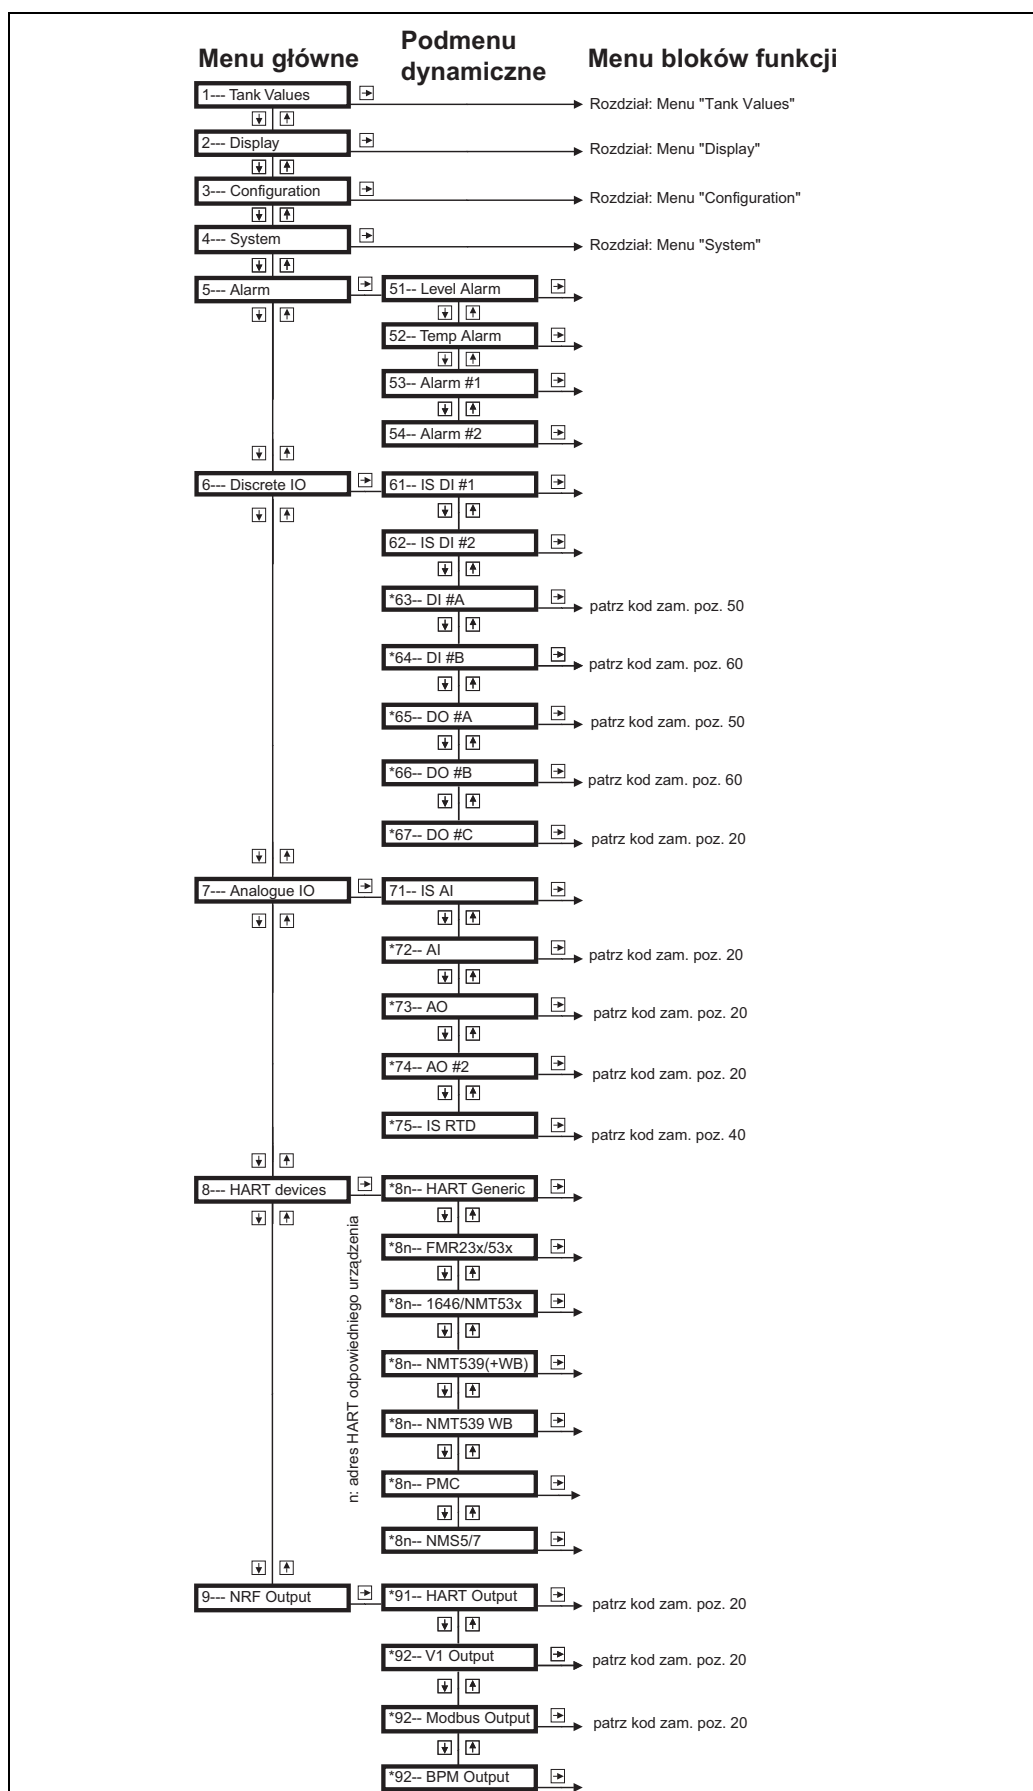 Menu główne
Podmenu
dynamiczne
Menu bloków funkcji
1--- Tank Values
Rozdział: Menu "Tank Values"
2--- Display
Rozdział: Menu "Display"
3--- Configuration
Rozdział: Menu "Configuration"
4--- System
Rozdział: Menu "System"
5--- Alarm
51-- Level Alarm
52-- Temp Alarm
53-- Alarm #1
54-- Alarm #2
6--- Discrete IO
61-- IS DI #1
62-- IS DI #2
*63-- DI #A
patrz kod zam. poz. 50
*64-- DI #B
patrz kod zam. poz. 60
*65-- DO #A
patrz kod zam. poz. 50
*66-- DO #B
patrz kod zam. poz. 60
*67-- DO #C
patrz kod zam. poz. 20
7--- Analogue IO
71-- IS AI
*72-- AI
patrz kod zam. poz. 20
*73-- AO
patrz kod zam. poz. 20
*74-- AO #2
patrz kod zam. poz. 20
*75-- IS RTD
patrz kod zam. poz. 40
8--- HART devices
n: adres HART odpowiedniego urządzenia
*8n-- HART Generic
*8n-- FMR23x/53x
*8n-- 1646/NMT53x
*8n-- NMT539(+WB)
*8n-- NMT539 WB
*8n-- PMC
*8n-- NMS5/7
9--- NRF Output
*91-- HART Output
patrz kod zam. poz. 20
*92-- V1 Output
patrz kod zam. poz. 20
*92-- Modbus Output
patrz kod zam. poz. 20
*92-- BPM Output